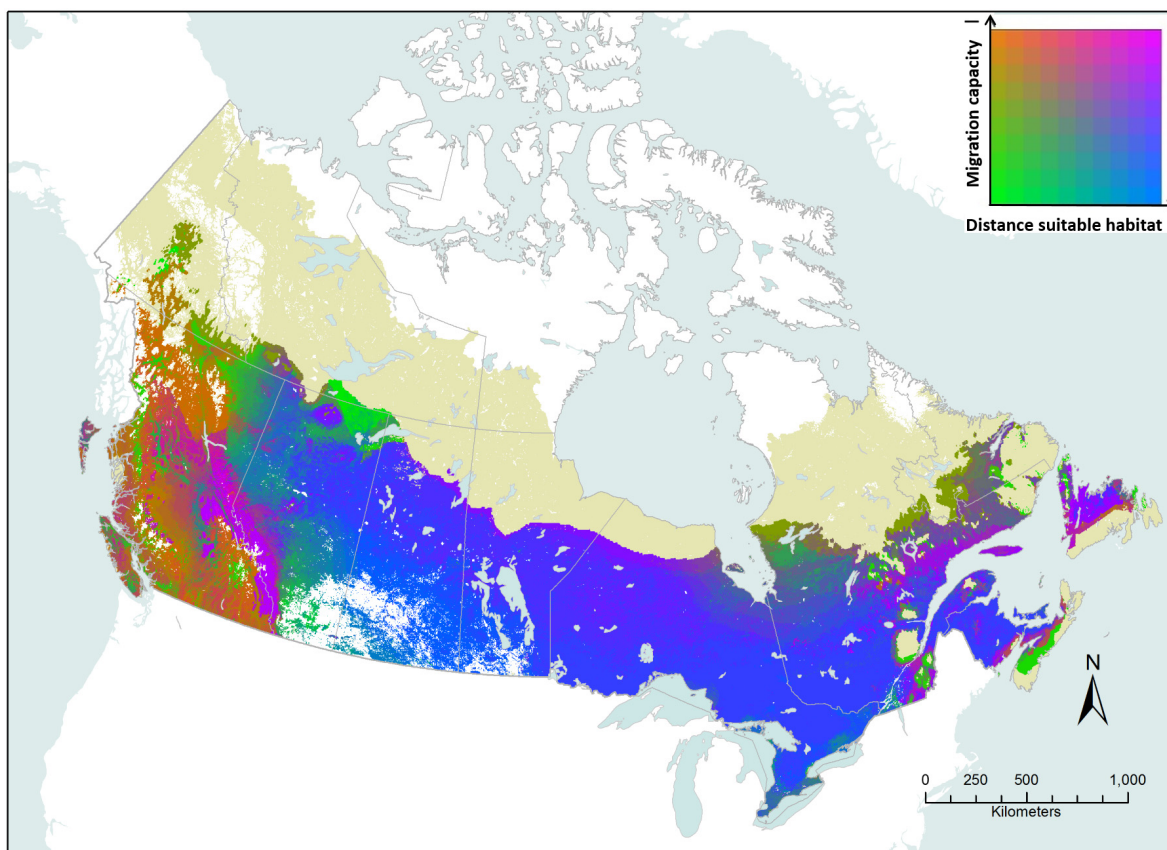 Migration capacity
Distance suitable habitat
N
0 250 500 1,000
Kilometers